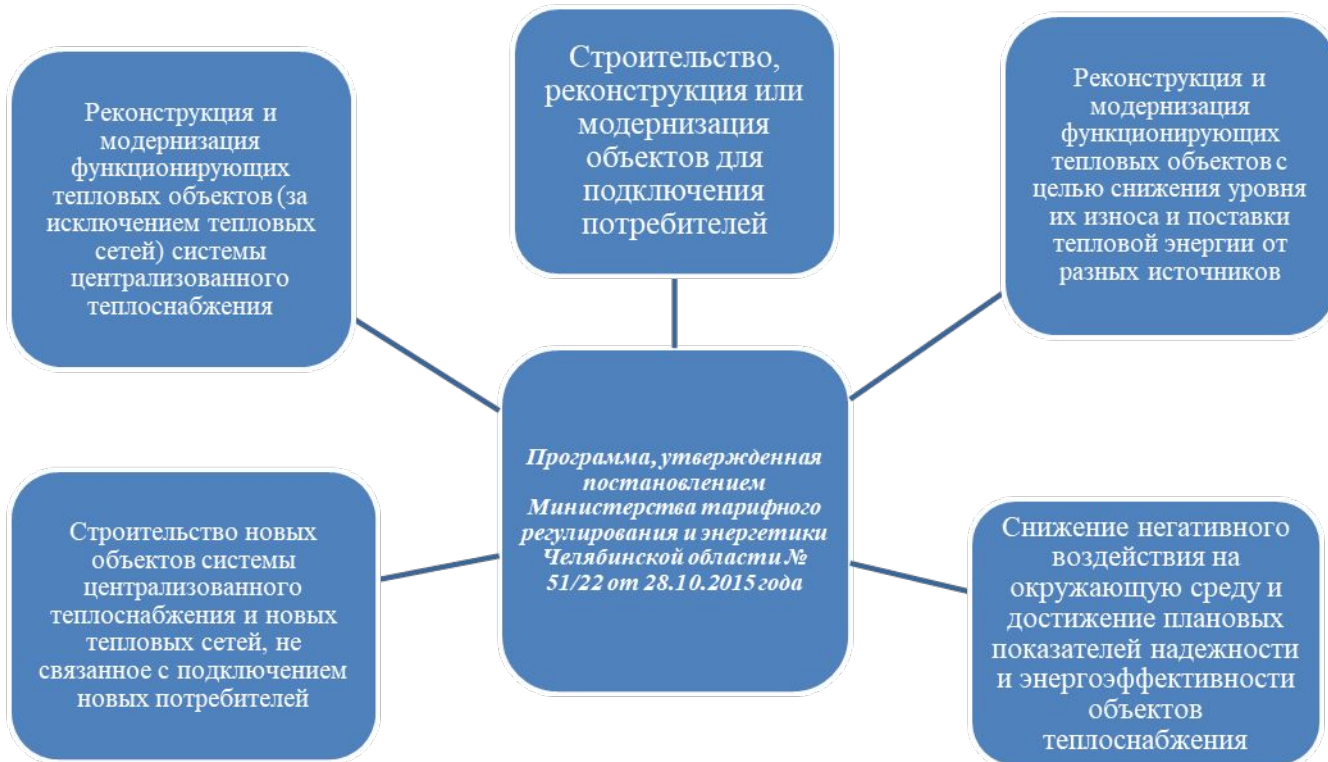 Реконструкция и
модернизация
функционирующих
тепловых объектов (за
исключением тепловых
сетей) системы
централизованного
теплоснабжения
Строительство,
реконструкция или
модернизация
объектов для
подключения
потребителей
Реконструкция и
модернизация
функционирующих
тепловых объектов с
целью снижения уровня
их износа и поставки
тепловой энергии от
разных источников
Программа, утвержденная
постановлением
Министерства тарифного
регулирования и энергетики
Челябинской области №
51/22 от 28.10.2015 года
Строительство новых
объектов системы
централизованного
теплоснабжения и новых
тепловых сетей, не
связанное с подключением
новых потребителей
Снижение негативного
воздействия на
окружающую среду и
достижение плановых
показателей надежности
и энергоэффективности
объектов
теплоснабжения